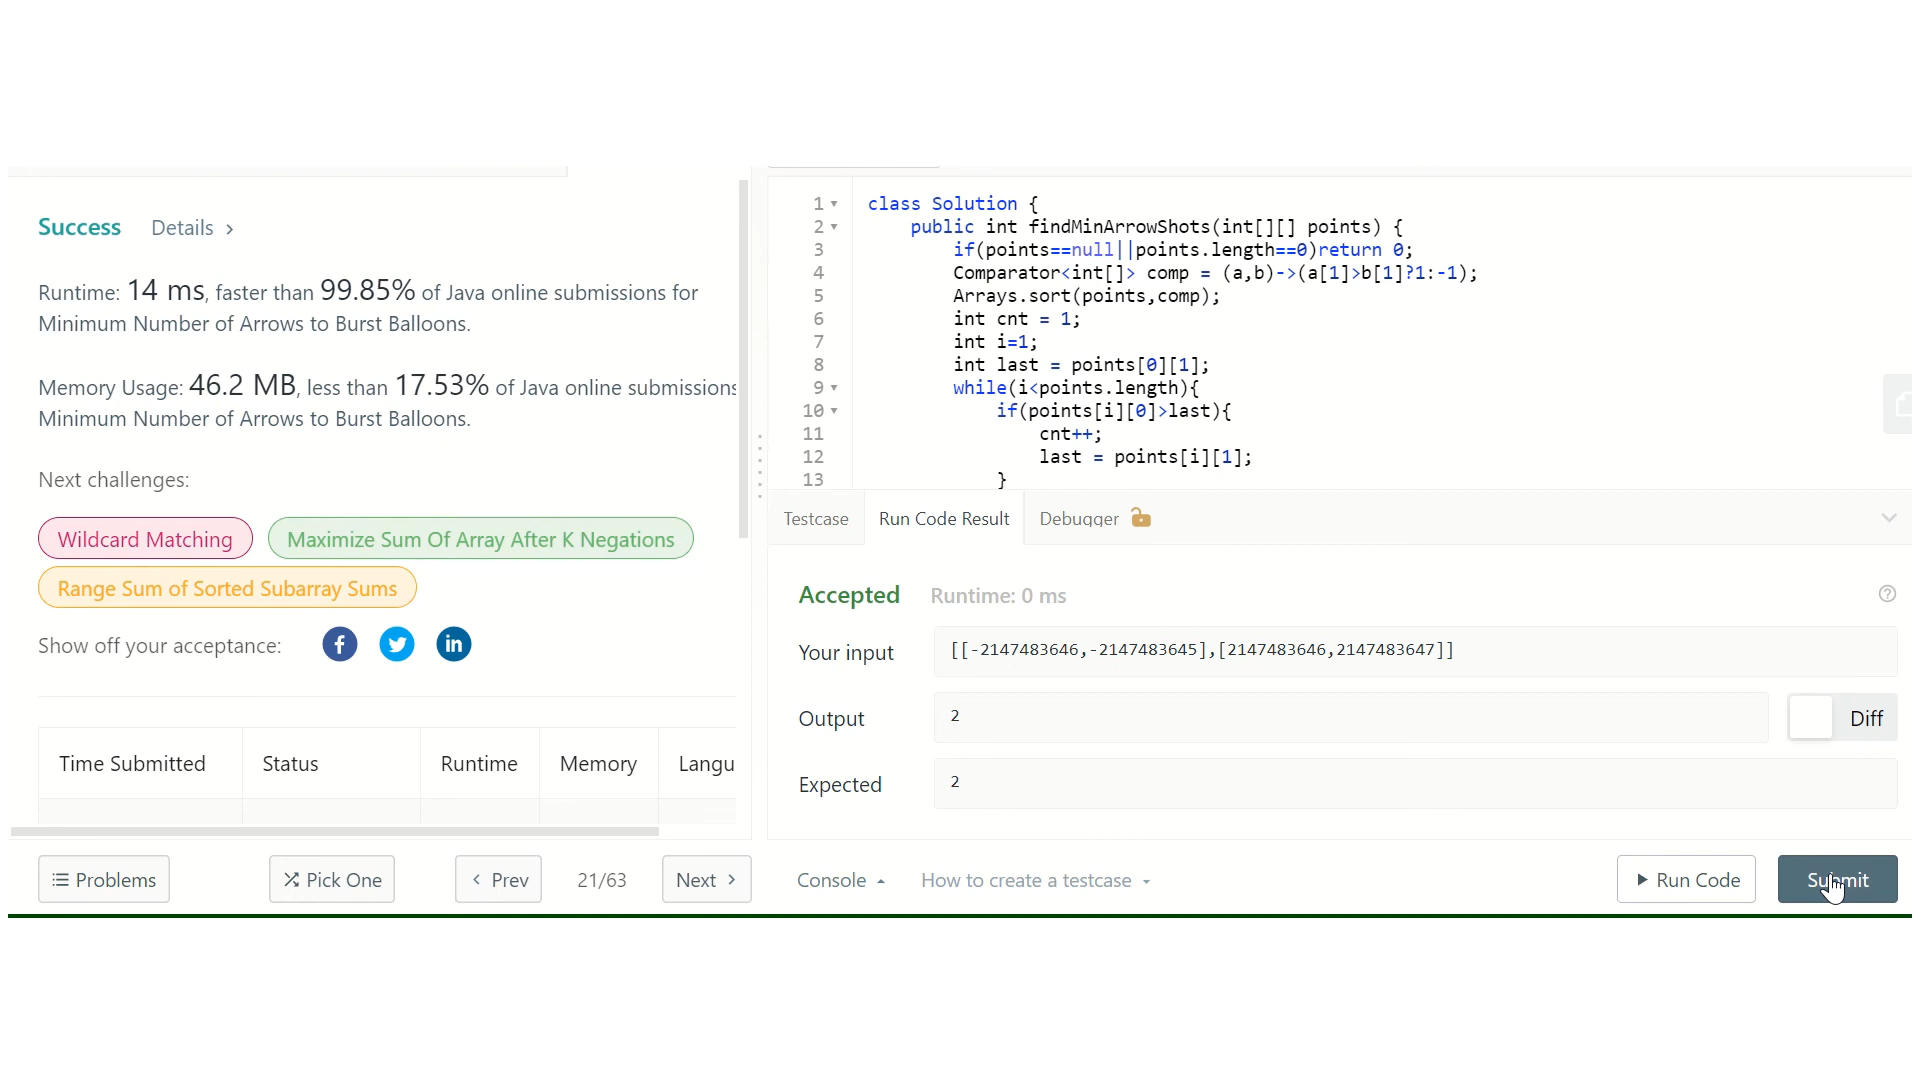 Success Details
Runtime: 14 ms, faster than 99.85% of Java online submissions for
Minimum Number of Arrows to Burst Balloons.
Memory Usage: 46.2 MB, less than 17.53% of Java online submissions
Minimum Number of Arrows to Burst Balloons.
Next challenges:
Wildcard Matching Maximize Sum Of Array After K Negations
Range Sum of Sorted Subarray Sums
Show off your acceptance:
Time Submitted Status Runtime Memory Langu
Problems Pick One Prev 21/63 Next
1 class Solution {
2 public int findMinArrowShots(int[][] points) {
3 if(points==null||points.length==0)return 0;
4 Comparator<int[]> comp = (a,b)->(a[1]>b[1]?1:-1);
5 Arrays.sort(points,comp);
6 int cnt = 1;
7 int i=1;
8 int last = points[0][1];
9 while(i<points.length){
10 if(points[i][0]>last){
11 cnt++;
12 last = points[i][1];
13 }
Testcase Run Code Result Debugger
Accepted Runtime: 0 ms
Your input [[-2147483646,-2147483645],[2147483646,2147483647]]
Output 2 Diff
Expected 2
Console How to create a testcase Run Code Submit